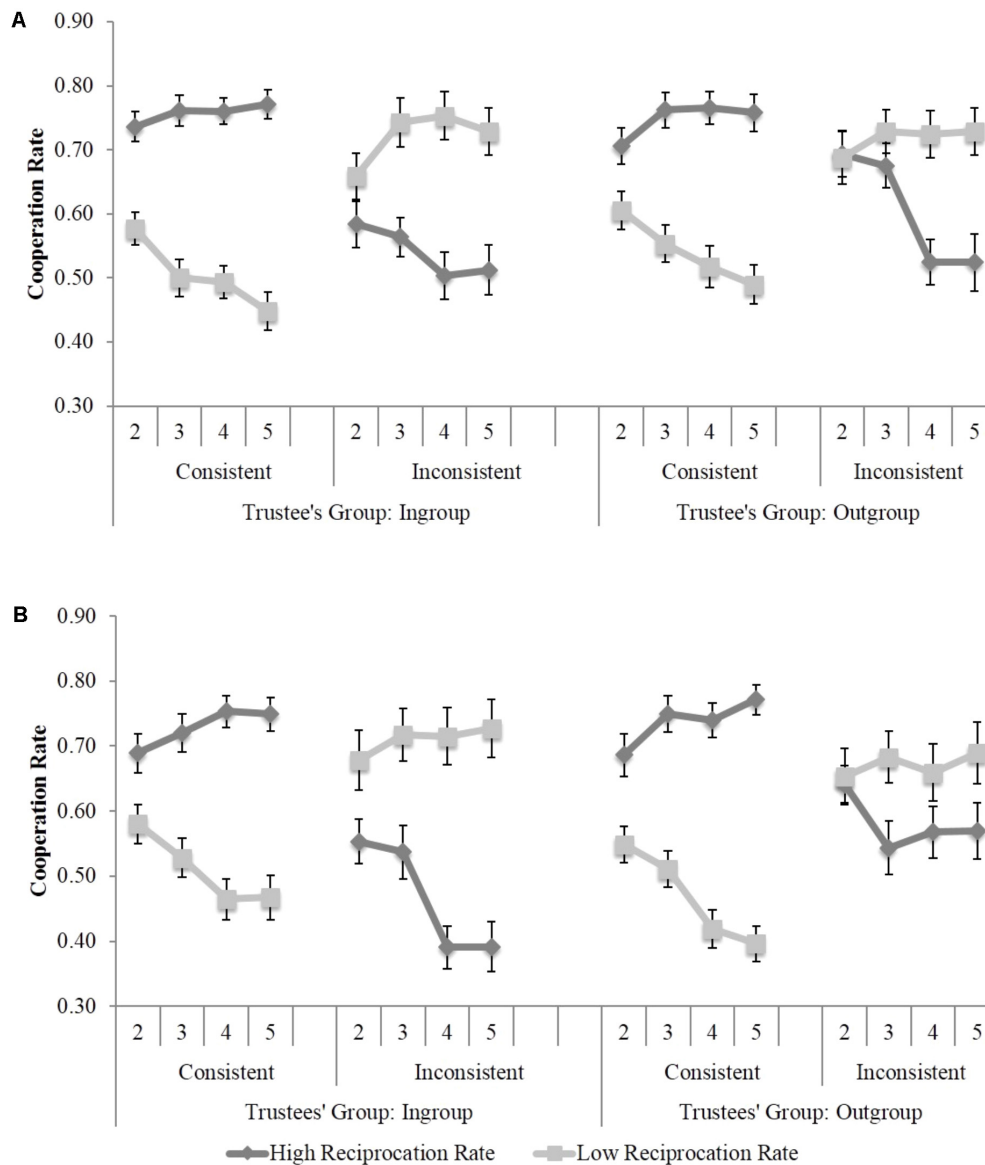 A
0.90
0.80
0.70
0.60
0.50
0.40
0.30
Cooperation Rate
2 3 4 5 2 3 4 5 2 3 4 5 2 3 4 5
Consistent Inconsistent Consistent Inconsistent
Trustee's Group: Ingroup Trustee's Group: Outgroup
B
0.90
0.80
0.70
0.60
0.50
0.40
0.30
Cooperation Rate
2 3 4 5 2 3 4 5 2 3 4 5 2 3 4 5
Consistent Inconsistent Consistent Inconsistent
Trustees' Group: Ingroup Trustees' Group: Outgroup
High Reciprocation Rate Low Reciprocation Rate